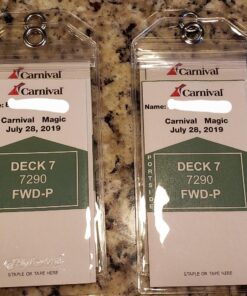 Carnival
Carnival
Carnival Magic
July 28, 2019
DECK 7
7290
FWD-P
STAPLE OR TAPE HERE
Carnival
Carnival
Name:
Carnival Magic
July 28, 2019
PORTSIDE
DECK 7
7290
FWD-P
STAPLE OR TAPE HERE